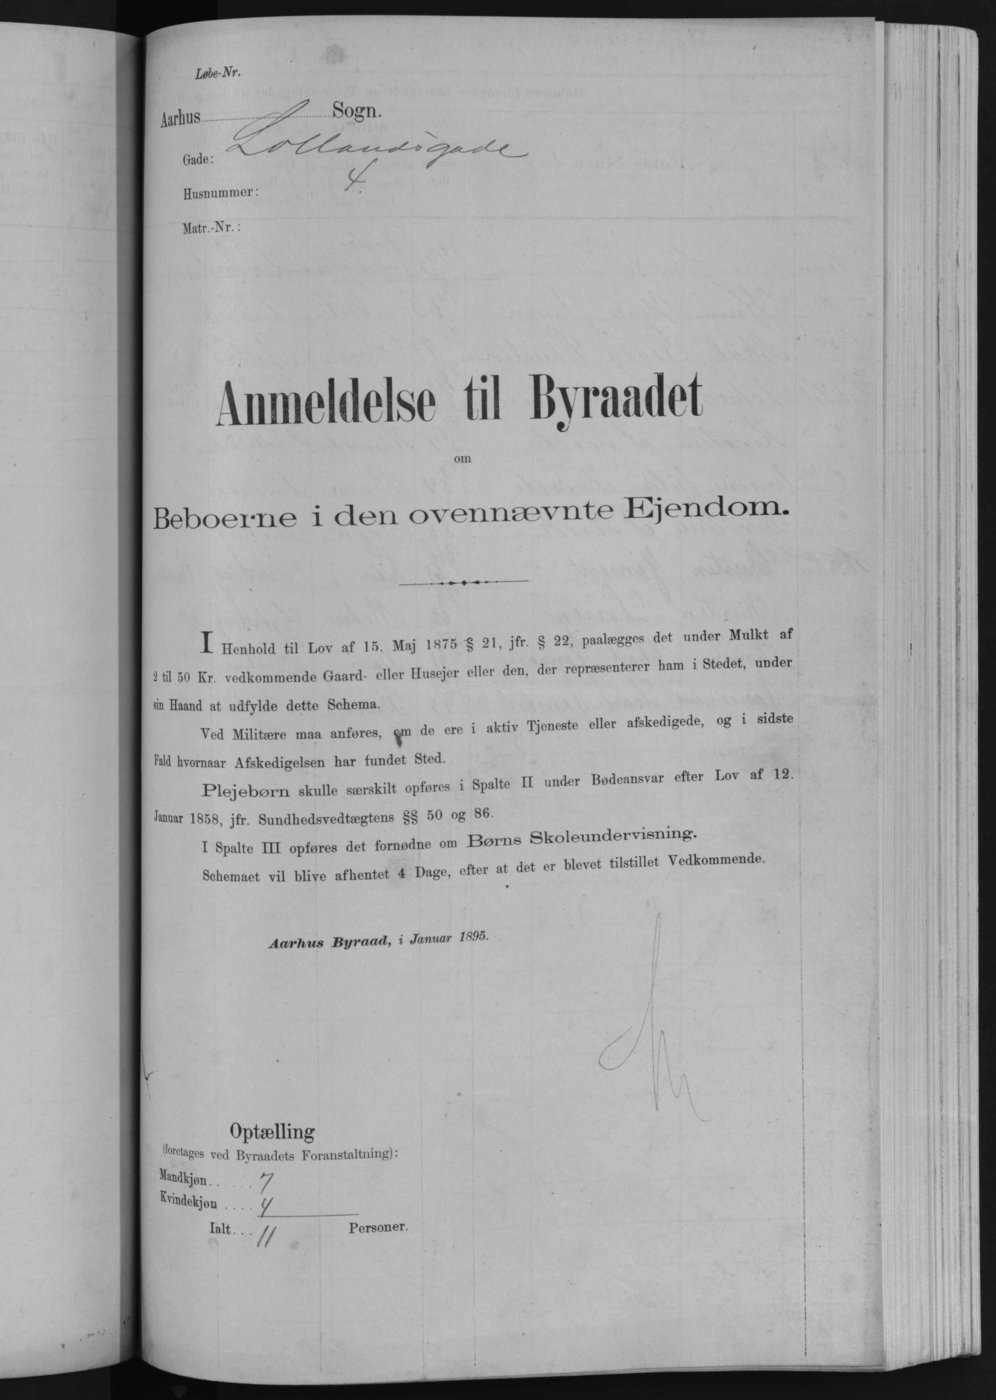 Løbe-Nr.
Aarhus Sogn.
Gade: Lollandsgade
Husnummer: 4.
Matr.-Nr.:
Anmeldelse til Byraadet
om
Beboerne i den ovennævnte Ejendom.
I Henhold til Lov af 15. Maj 1875 § 21, jfr. § 22, paalægges det under Mulkt af
2 til 50 Kr. vedkommende Gaard- eller Husejer eller den, der repræsenterer ham i Stedet, under
sin Haand at udfylde dette Schema.
Ved Militære maa anføres, om de ere i aktiv Tjeneste eller afskedigede, og i sidste
Fald hvornaar Afskedigelsen har fundet Sted.
Plejebørn skulle særskilt opføres i Spalte II under Bødeansvar efter Lov af 12.
Januar 1858, jfr. Sundhedsvedtægtens §§ 50 og 86.
I Spalte III opføres det fornødne om Børns Skoleundervisning.
Schemaet vil blive afhentet 4 Dage, efter at det er blevet tilstillet Vedkommende.
Aarhus Byraad, i Januar 1895.
Optælling
(foretages ved Byraadets Foranstaltning):
Mandkjøn...... 7
Kvindekjøn .... 4
Ialt... 11 Personer.